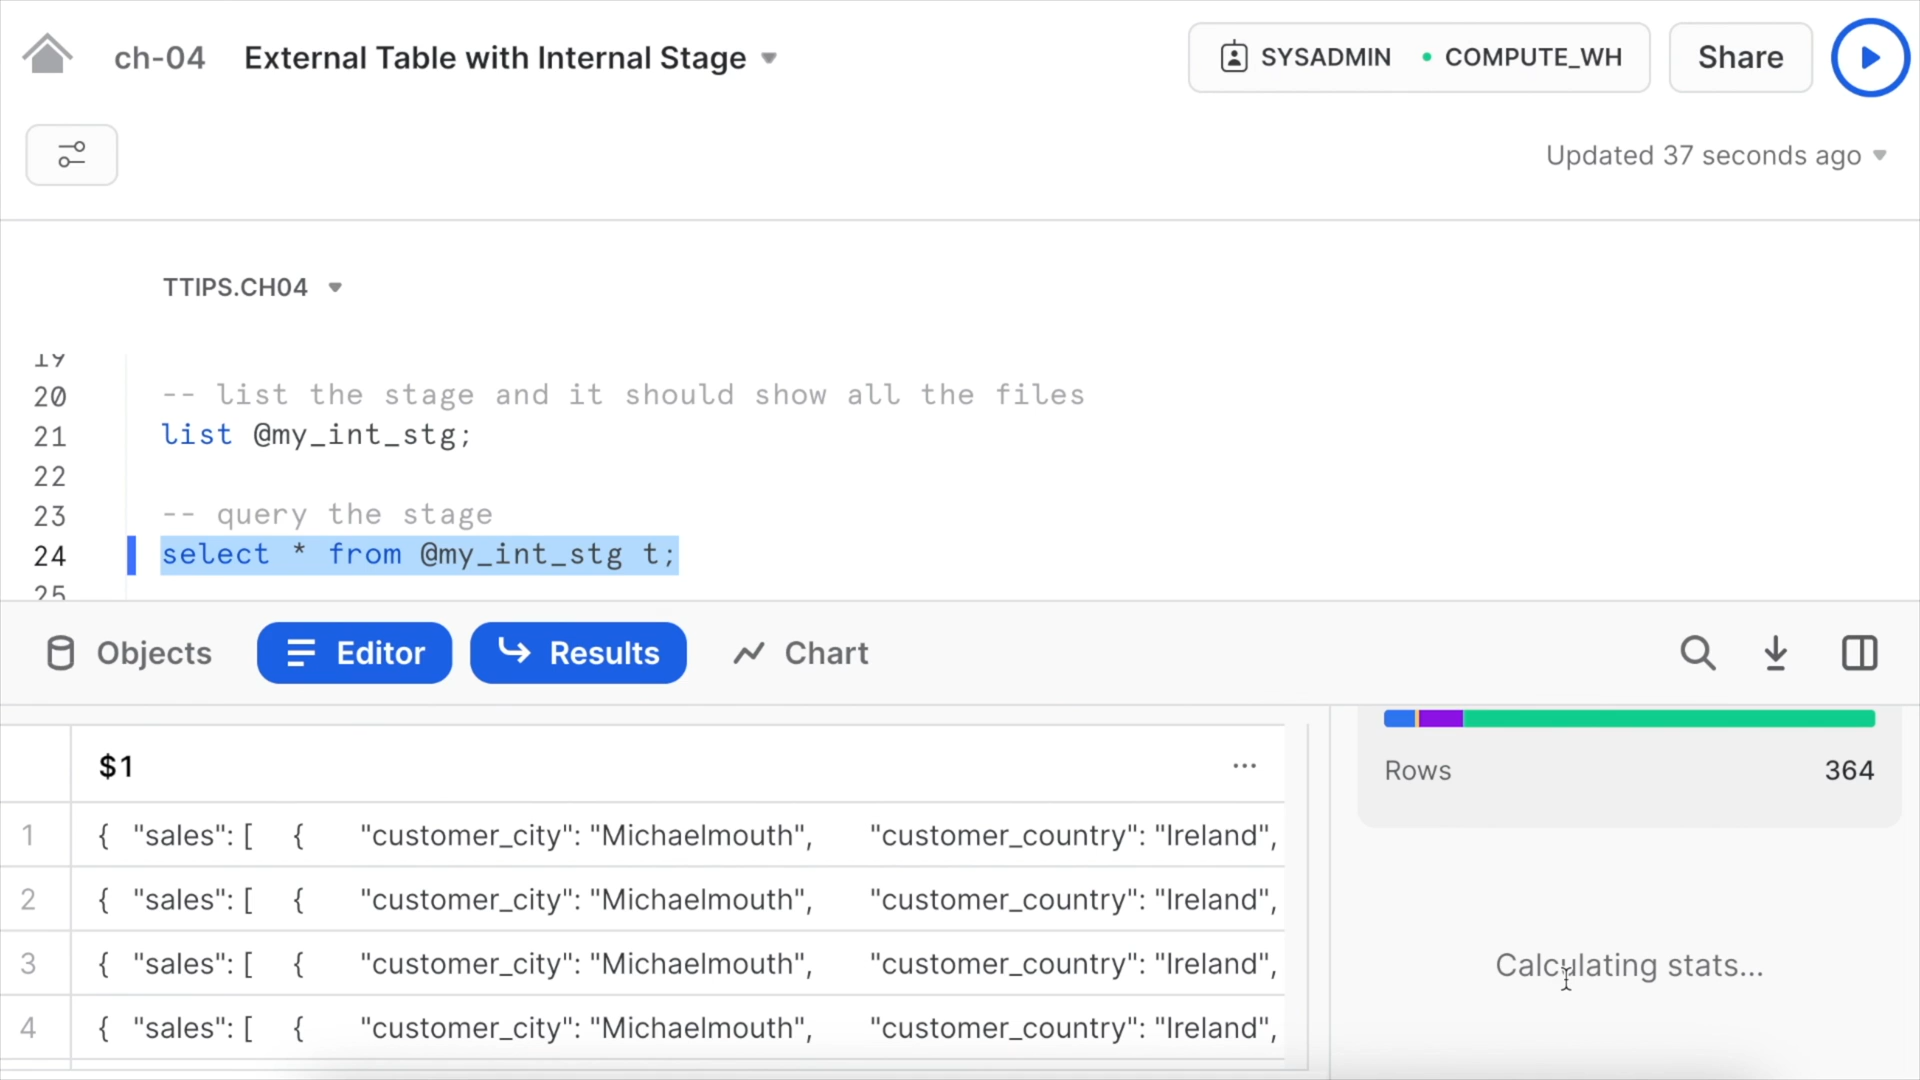 ch-04 External Table with Internal Stage SYSADMIN COMPUTE_WH Share
Updated 37 seconds ago
TTIPS.CH04
19
20 -- list the stage and it should show all the files
21 list @my_int_stg;
22
23 -- query the stage
24 select * from @my_int_stg t;
25
Objects Editor Results Chart
$1 ...
Rows 364
1 { "sales": [ { "customer_city": "Michaelmouth", "customer_country": "Ireland",
2 { "sales": [ { "customer_city": "Michaelmouth", "customer_country": "Ireland",
3 { "sales": [ { "customer_city": "Michaelmouth", "customer_country": "Ireland",
Calculating stats...
4 { "sales": [ { "customer_city": "Michaelmouth", "customer_country": "Ireland",